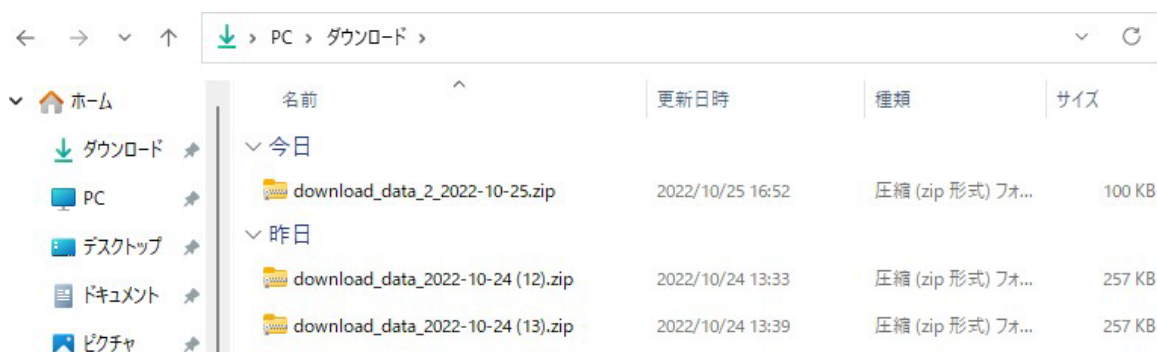 PC > ダウンロード >
ホーム
名前 更新日時 種類 サイズ
ダウンロード
今日
PC
download_data_2_2022-10-25.zip 2022/10/25 16:52 圧縮 (zip 形式) フォ... 100 KB
デスクトップ
昨日
ドキュメント
download_data_2022-10-24 (12).zip 2022/10/24 13:33 圧縮 (zip 形式) フォ... 257 KB
ピクチャ
download_data_2022-10-24 (13).zip 2022/10/24 13:39 圧縮 (zip 形式) フォ... 257 KB